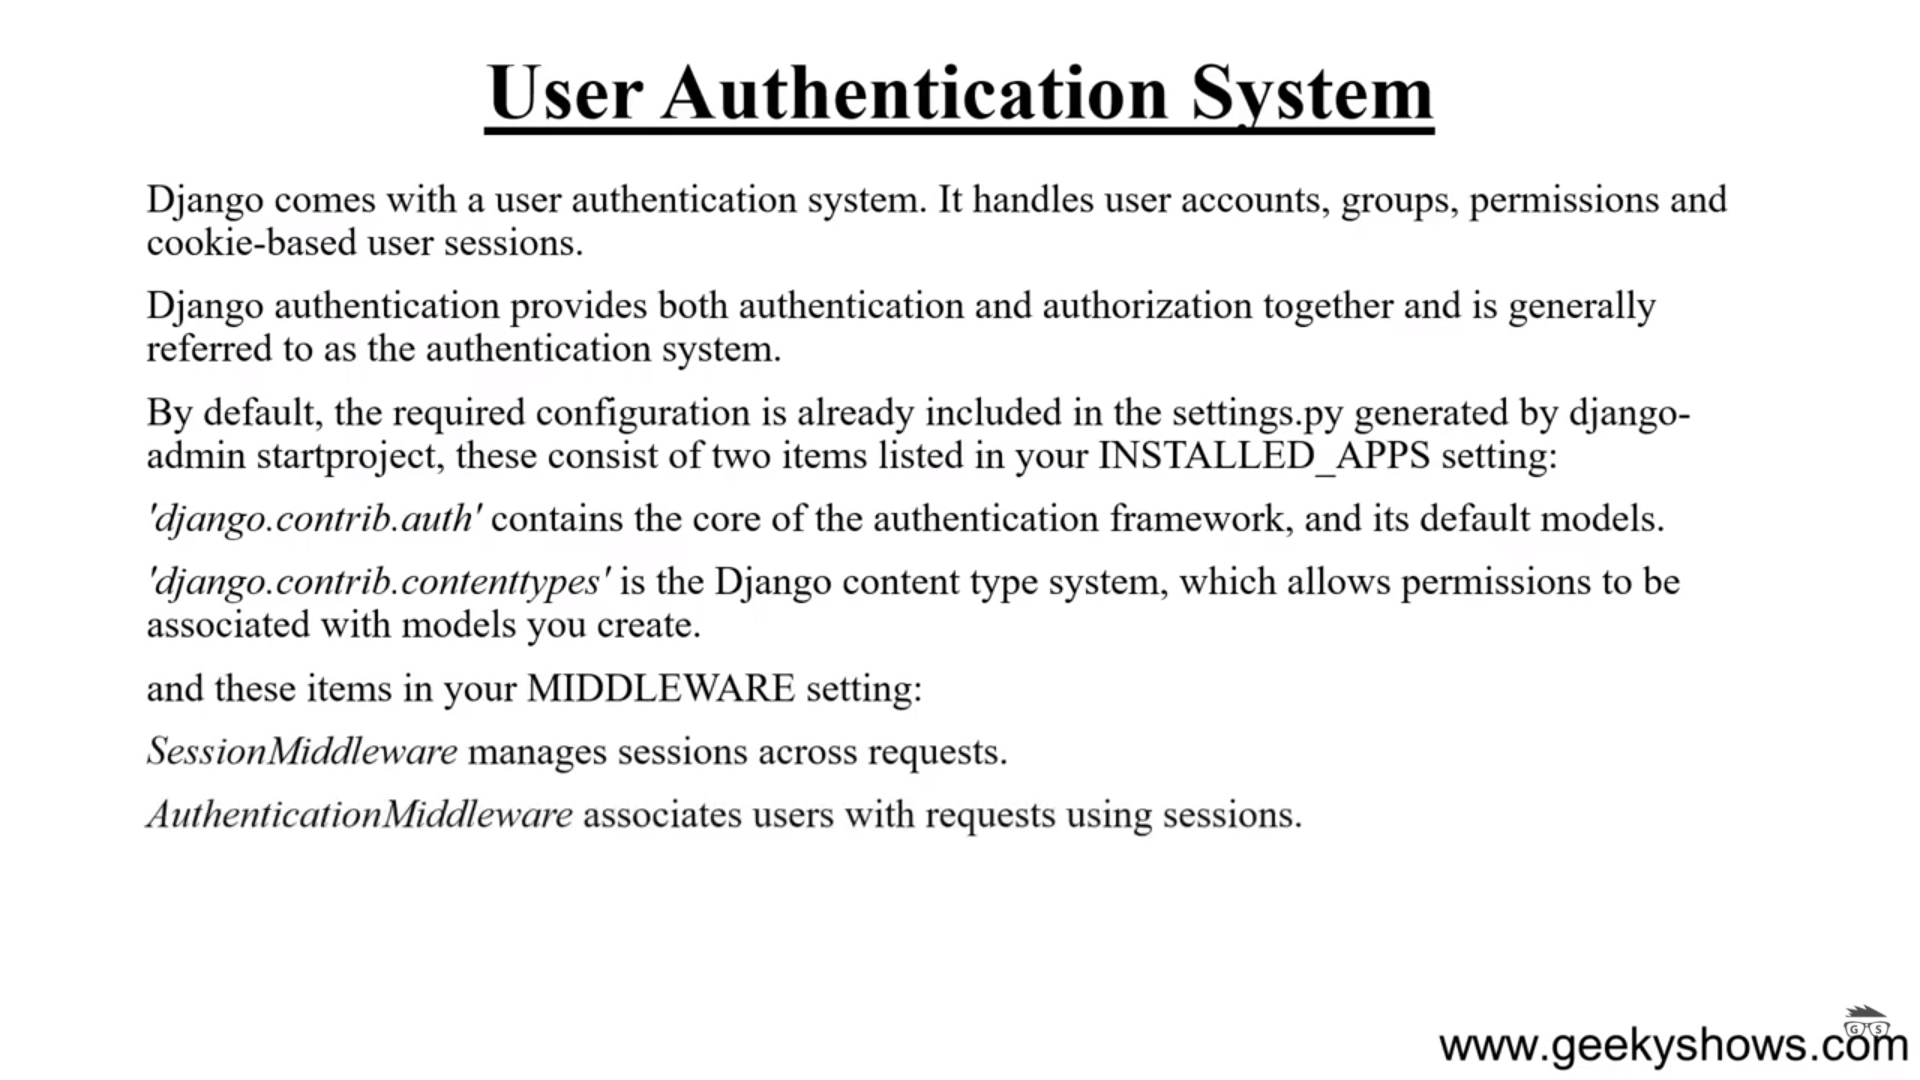 User Authentication System
Django comes with a user authentication system. It handles user accounts, groups, permissions and
cookie-based user sessions.
Django authentication provides both authentication and authorization together and is generally
referred to as the authentication system.
By default, the required configuration is already included in the settings.py generated by django-
admin startproject, these consist of two items listed in your INSTALLED_APPS setting:
'django.contrib.auth' contains the core of the authentication framework, and its default models.
'django.contrib.contenttypes' is the Django content type system, which allows permissions to be
associated with models you create.
and these items in your MIDDLEWARE setting:
SessionMiddleware manages sessions across requests.
AuthenticationMiddleware associates users with requests using sessions.
G S
www.geekyshows.com